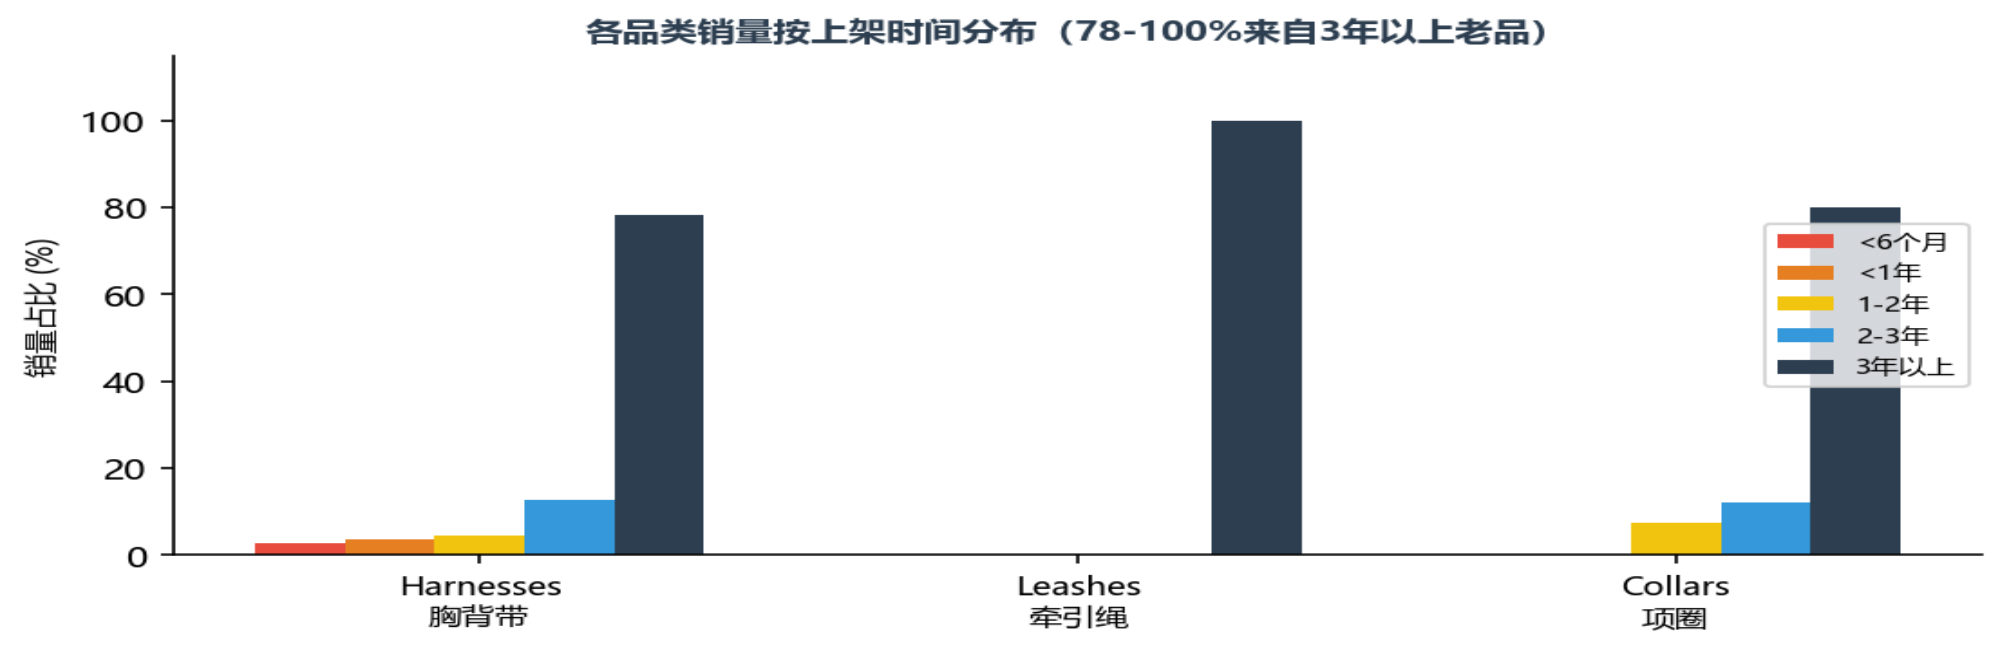 各品类销量按上架时间分布（78-100%来自3年以上老品）
销量占比 (%)
100
80
60
40
20
0
<6个月
<1年
1-2年
2-3年
3年以上
Harnesses
胸背带
Leashes
牵引绳
Collars
项圈